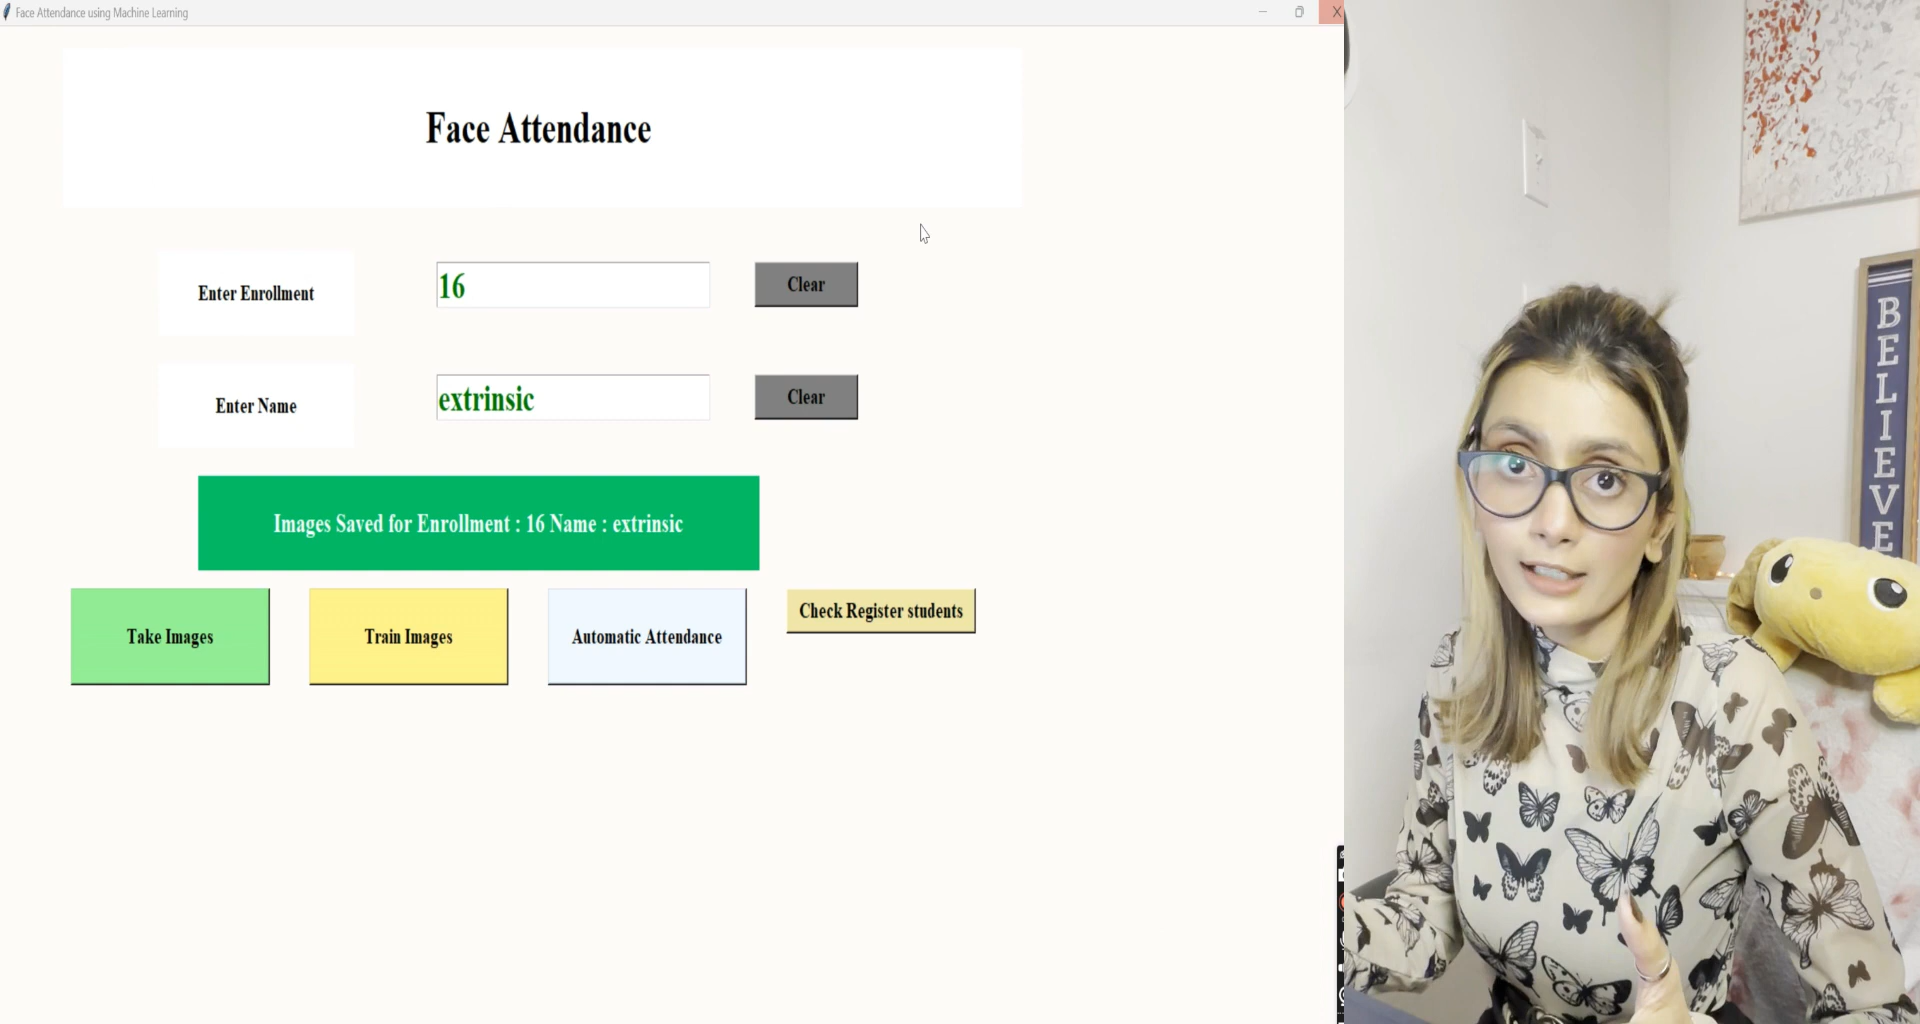 Face Attendance using Machine Learning
Face Attendance
Enter Enrollment
16
Clear
Enter Name
extrinsic
Clear
Images Saved for Enrollment : 16 Name : extrinsic
Take Images
Train Images
Automatic Attendance
Check Register students
BELIEVE